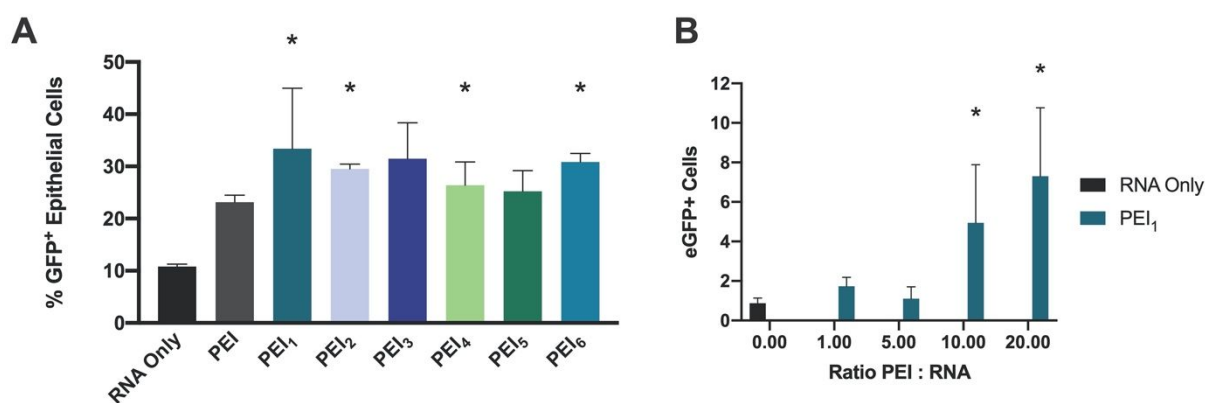 A
* * * *
50
40
30
20
10
0
% GFP⁺ Epithelial Cells
RNA Only PEI PEI₁ PEI₂ PEI₃ PEI₄ PEI₅ PEI₆
B
* *
12
10
8
6
4
2
0
eGFP+ Cells
0.00 1.00 5.00 10.00 20.00
Ratio PEI : RNA
RNA Only
PEI₁